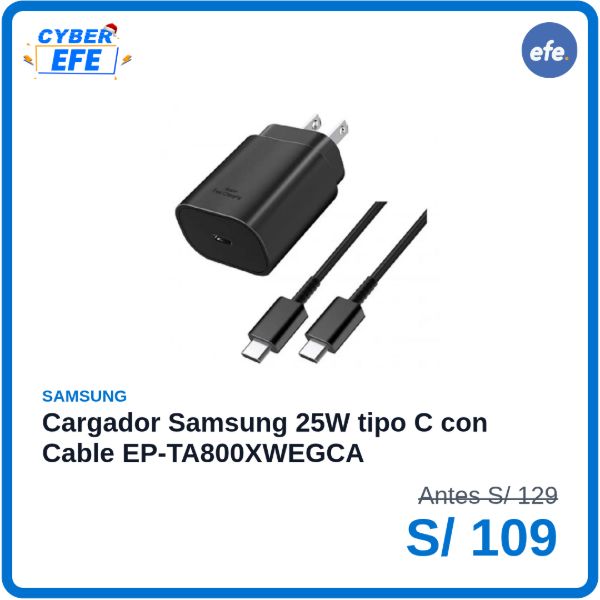 CYBER
EFE
efe.
SAMSUNG
Cargador Samsung 25W tipo C con
Cable EP-TA800XWEGCA
Antes S/ 129
S/ 109